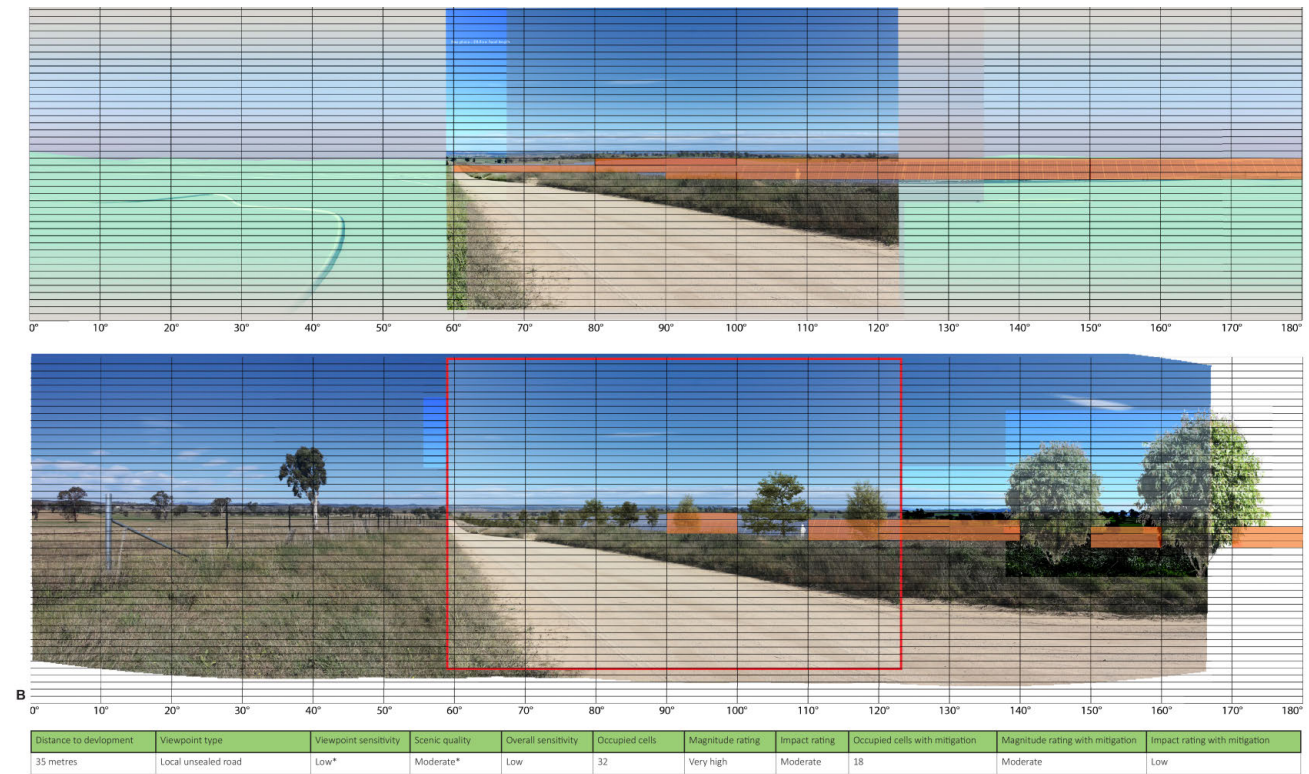 0° 10° 20° 30° 40° 50° 60° 70° 80° 90° 100° 110° 120° 130° 140° 150° 160° 170° 180°
B
0° 10° 20° 30° 40° 50° 60° 70° 80° 90° 100° 110° 120° 130° 140° 150° 160° 170° 180°
Distance to devlopment Viewpoint type Viewpoint sensitivity Scenic quality Overall sensitivity Occupied cells Magnitude rating Impact rating Occupied cells with mitigation Magnitude rating with mitigation Impact rating with mitigation
35 metres Local unsealed road Low* Moderate* Low 32 Very high Moderate 18 Moderate Low